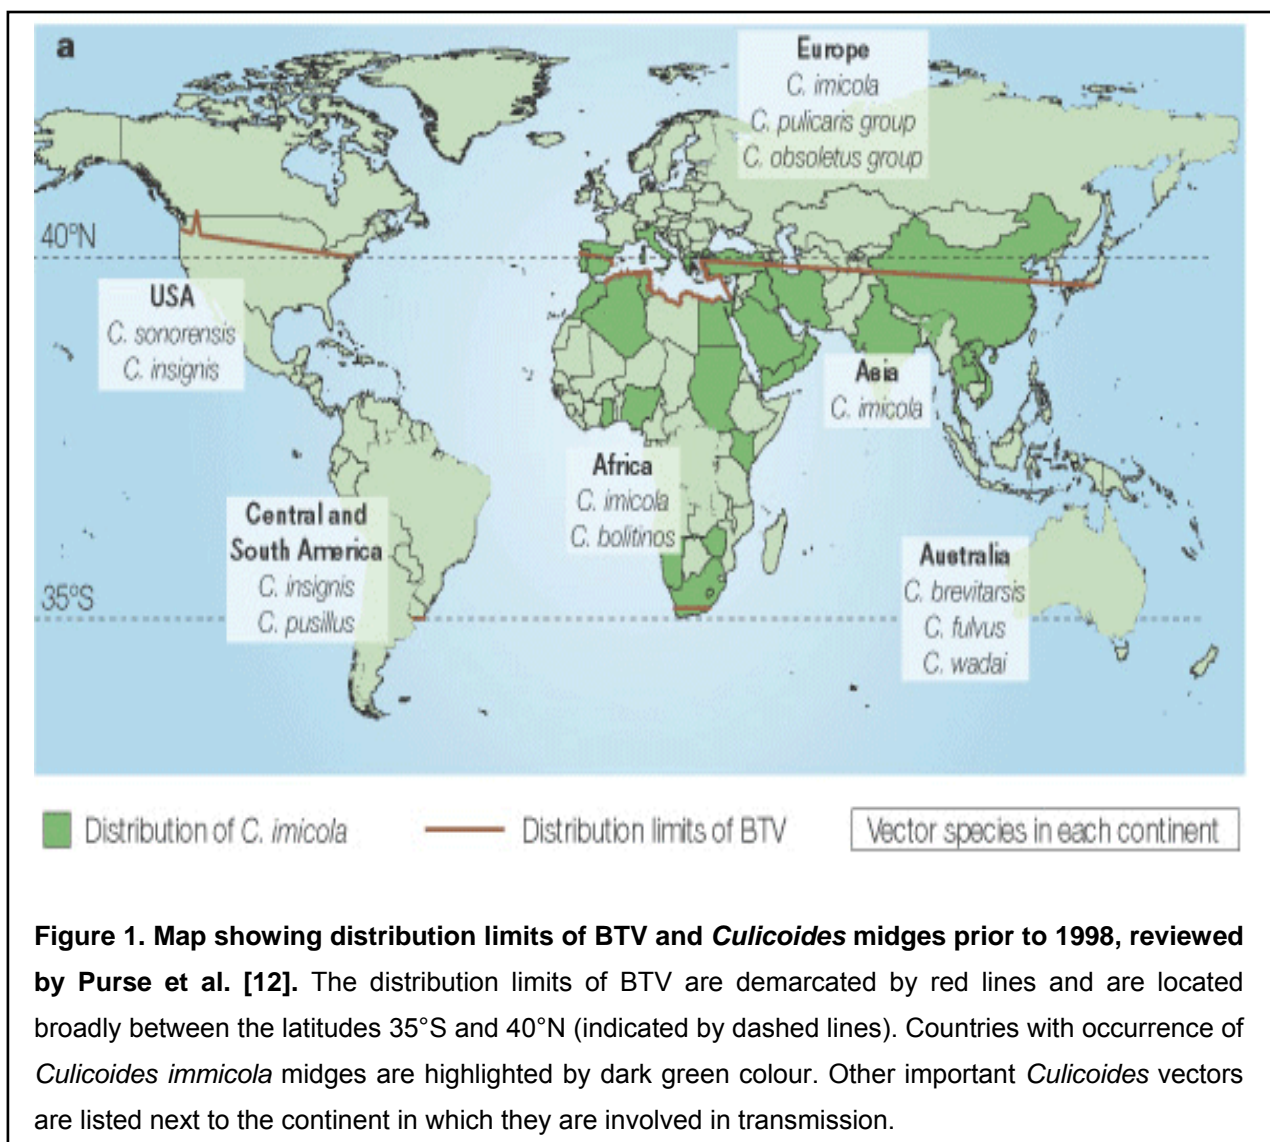 a
Europe
C. imicola
C. pulicaris group
C. obsoletus group
40°N
USA
C. sonorensis
C. insignis
Asia
C. imicola
Africa
C. imicola
C. bolitinos
Central and
South America
C. insignis
C. pusillus
Australia
C. brevitarsis
C. fulvus
C. wadai
35°S
Distribution of C. imicola
Distribution limits of BTV
Vector species in each continent
Figure 1. Map showing distribution limits of BTV and Culicoides midges prior to 1998, reviewed
by Purse et al. [12]. The distribution limits of BTV are demarcated by red lines and are located
broadly between the latitudes 35°S and 40°N (indicated by dashed lines). Countries with occurrence of
Culicoides immicola midges are highlighted by dark green colour. Other important Culicoides vectors
are listed next to the continent in which they are involved in transmission.